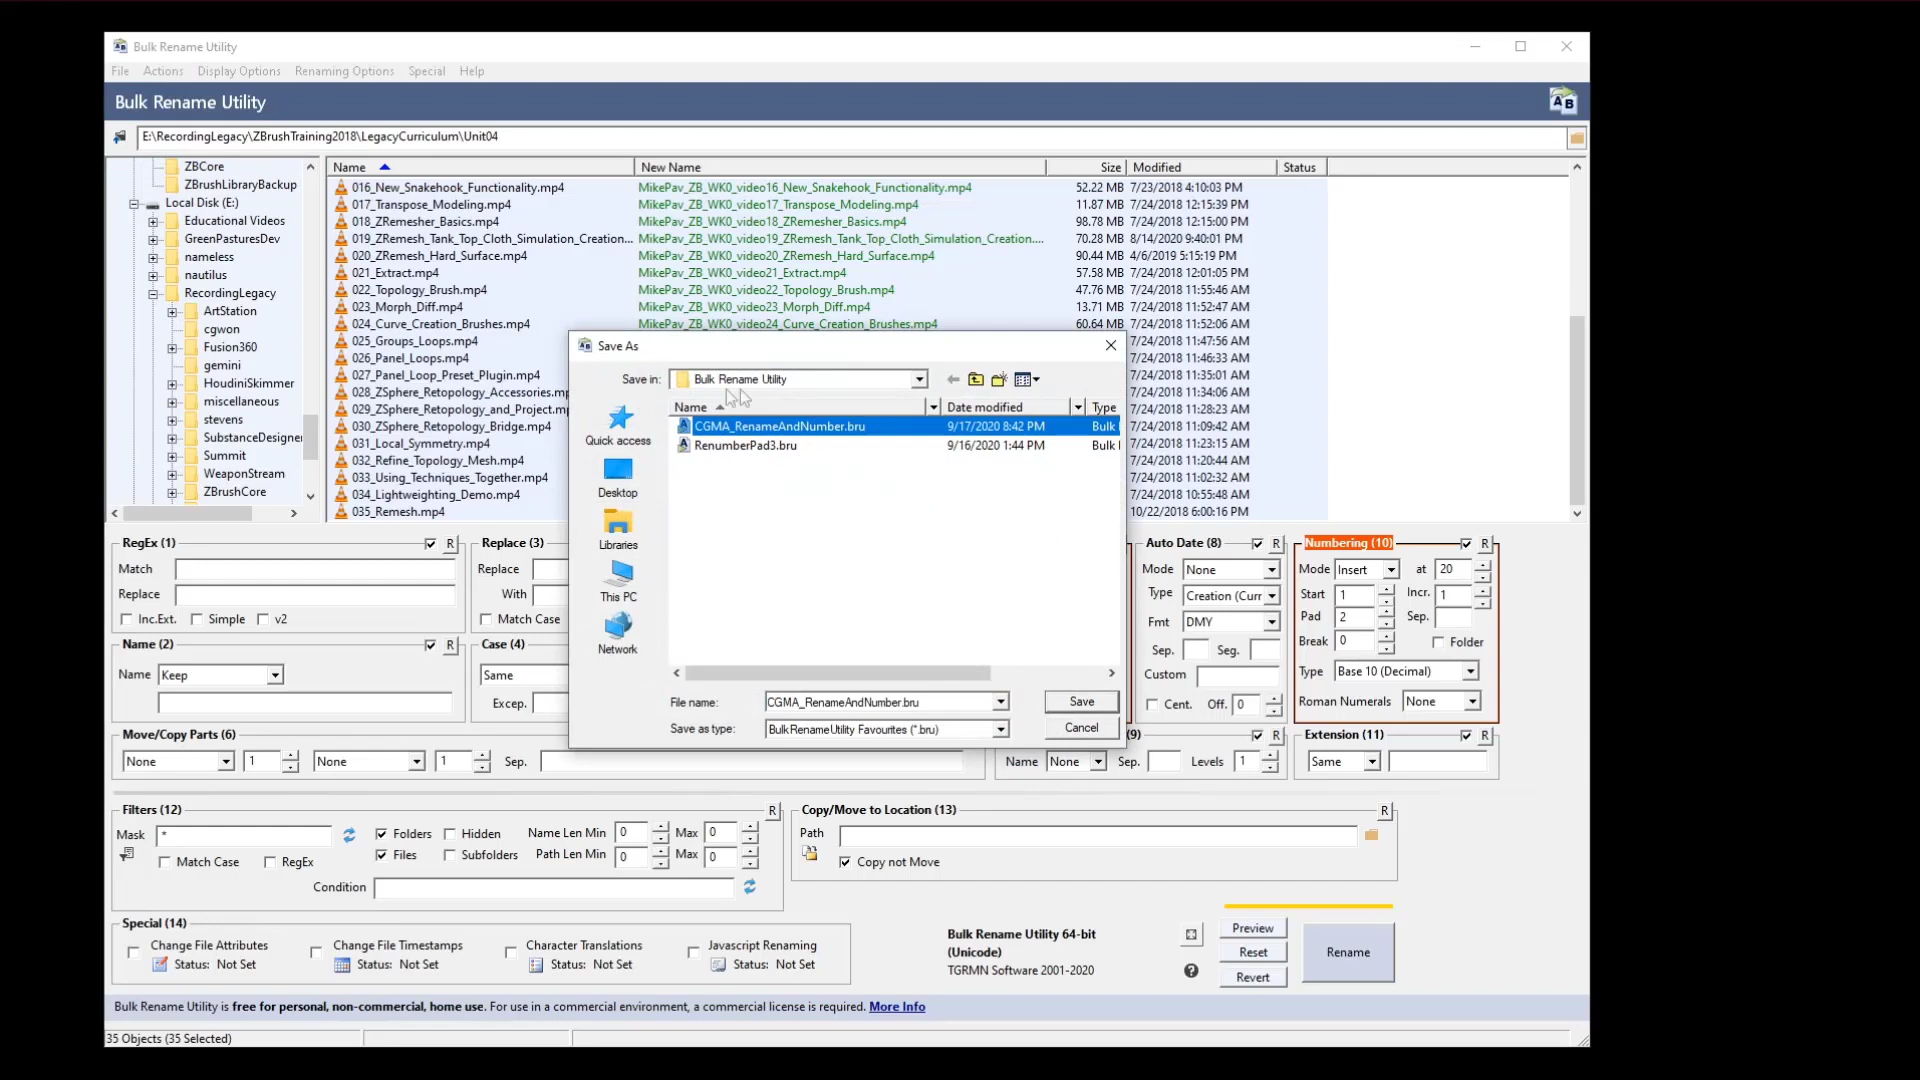 Bulk Rename Utility
File Actions Display Options Renaming Options Special Help
Bulk Rename Utility
E:\RecordingLegacy\ZBrushTraining2018\LegacyCurriculum\Unit04
Name New Name Size Modified Status
ZBCore
ZBrushLibraryBackup
Local Disk (E:)
Educational Videos
GreenPasturesDev
nameless
nautilus
RecordingLegacy
ArtStation
cgwon
Fusion360
gemini
HoudiniSkimmer
miscellaneous
stevens
SubstanceDesigner
Summit
WeaponStream
ZBrushCore
016_New_Snakehook_Functionality.mp4 MikePav_ZB_WK0_video16_New_Snakehook_Functionality.mp4 52.22 MB 7/23/2018 4:10:03 PM
017_Transpose_Modeling.mp4 MikePav_ZB_WK0_video17_Transpose_Modeling.mp4 11.87 MB 7/24/2018 12:15:39 PM
018_ZRemesher_Basics.mp4 MikePav_ZB_WK0_video18_ZRemesher_Basics.mp4 98.78 MB 7/24/2018 12:15:00 PM
019_ZRemesh_Tank_Top_Cloth_Simulation_Creation... MikePav_ZB_WK0_video19_ZRemesh_Tank_Top_Cloth_Simulation_Creation.... 70.28 MB 8/14/2020 9:40:01 PM
020_ZRemesh_Hard_Surface.mp4 MikePav_ZB_WK0_video20_ZRemesh_Hard_Surface.mp4 90.44 MB 4/6/2019 5:15:19 PM
021_Extract.mp4 MikePav_ZB_WK0_video21_Extract.mp4 57.58 MB 7/24/2018 12:01:05 PM
022_Topology_Brush.mp4 MikePav_ZB_WK0_video22_Topology_Brush.mp4 47.76 MB 7/24/2018 11:55:46 AM
023_Morph_Diff.mp4 MikePav_ZB_WK0_video23_Morph_Diff.mp4 13.71 MB 7/24/2018 11:52:47 AM
024_Curve_Creation_Brushes.mp4 MikePav_ZB_WK0_video24_Curve_Creation_Brushes.mp4 60.64 MB 7/24/2018 11:52:06 AM
025_Groups_Loops.mp4 7/24/2018 11:47:56 AM
026_Panel_Loops.mp4 7/24/2018 11:46:33 AM
027_Panel_Loop_Preset_Plugin.mp4 7/24/2018 11:35:01 AM
028_ZSphere_Retopology_Accessories.mp 7/24/2018 11:34:06 AM
029_ZSphere_Retopology_and_Project.mp 7/24/2018 11:28:23 AM
030_ZSphere_Retopology_Bridge.mp4 7/24/2018 11:09:42 AM
031_Local_Symmetry.mp4 7/24/2018 11:23:15 AM
032_Refine_Topology_Mesh.mp4 7/24/2018 11:20:44 AM
033_Using_Techniques_Together.mp4 7/24/2018 11:02:32 AM
034_Lightweighting_Demo.mp4 7/24/2018 10:55:48 AM
035_Remesh.mp4 10/22/2018 6:00:16 PM
Save As
Save in: Bulk Rename Utility
Name Date modified Type
CGMA_RenameAndNumber.bru 9/17/2020 8:42 PM Bulk
RenumberPad3.bru 9/16/2020 1:44 PM Bulk
Quick access
Desktop
Libraries
This PC
Network
File name: CGMA_RenameAndNumber.bru Save
Save as type: BulkRenameUtility Favourites (*.bru) Cancel
RegEx (1) R
Match
Replace
Inc.Ext. Simple v2
Replace (3)
Replace
With
Match Case
Name (2) R
Name Keep
Case (4)
Same
Excep.
Auto Date (8) R
Mode None
Type Creation (Curr
Fmt DMY
Sep. Seg.
Custom
Cent. Off. 0
Numbering (10) R
Mode Insert at 20
Start 1 Incr. 1
Pad 2 Sep.
Break 0 Folder
Type Base 10 (Decimal)
Roman Numerals None
Move/Copy Parts (6)
None 1 None 1 Sep.
(9) R
Name None Sep. Levels 1
Extension (11) R
Same
Filters (12) R
Mask * Folders Hidden Name Len Min 0 Max 0
Match Case RegEx Files Subfolders Path Len Min 0 Max 0
Condition
Copy/Move to Location (13) R
Path
Copy not Move
Special (14)
Change File Attributes Change File Timestamps Character Translations Javascript Renaming
Status: Not Set Status: Not Set Status: Not Set Status: Not Set
Bulk Rename Utility 64-bit
(Unicode)
TGRMN Software 2001-2020
Preview
Reset
Revert
Rename
Bulk Rename Utility is free for personal, non-commercial, home use. For use in a commercial environment, a commercial license is required. More Info
35 Objects (35 Selected)